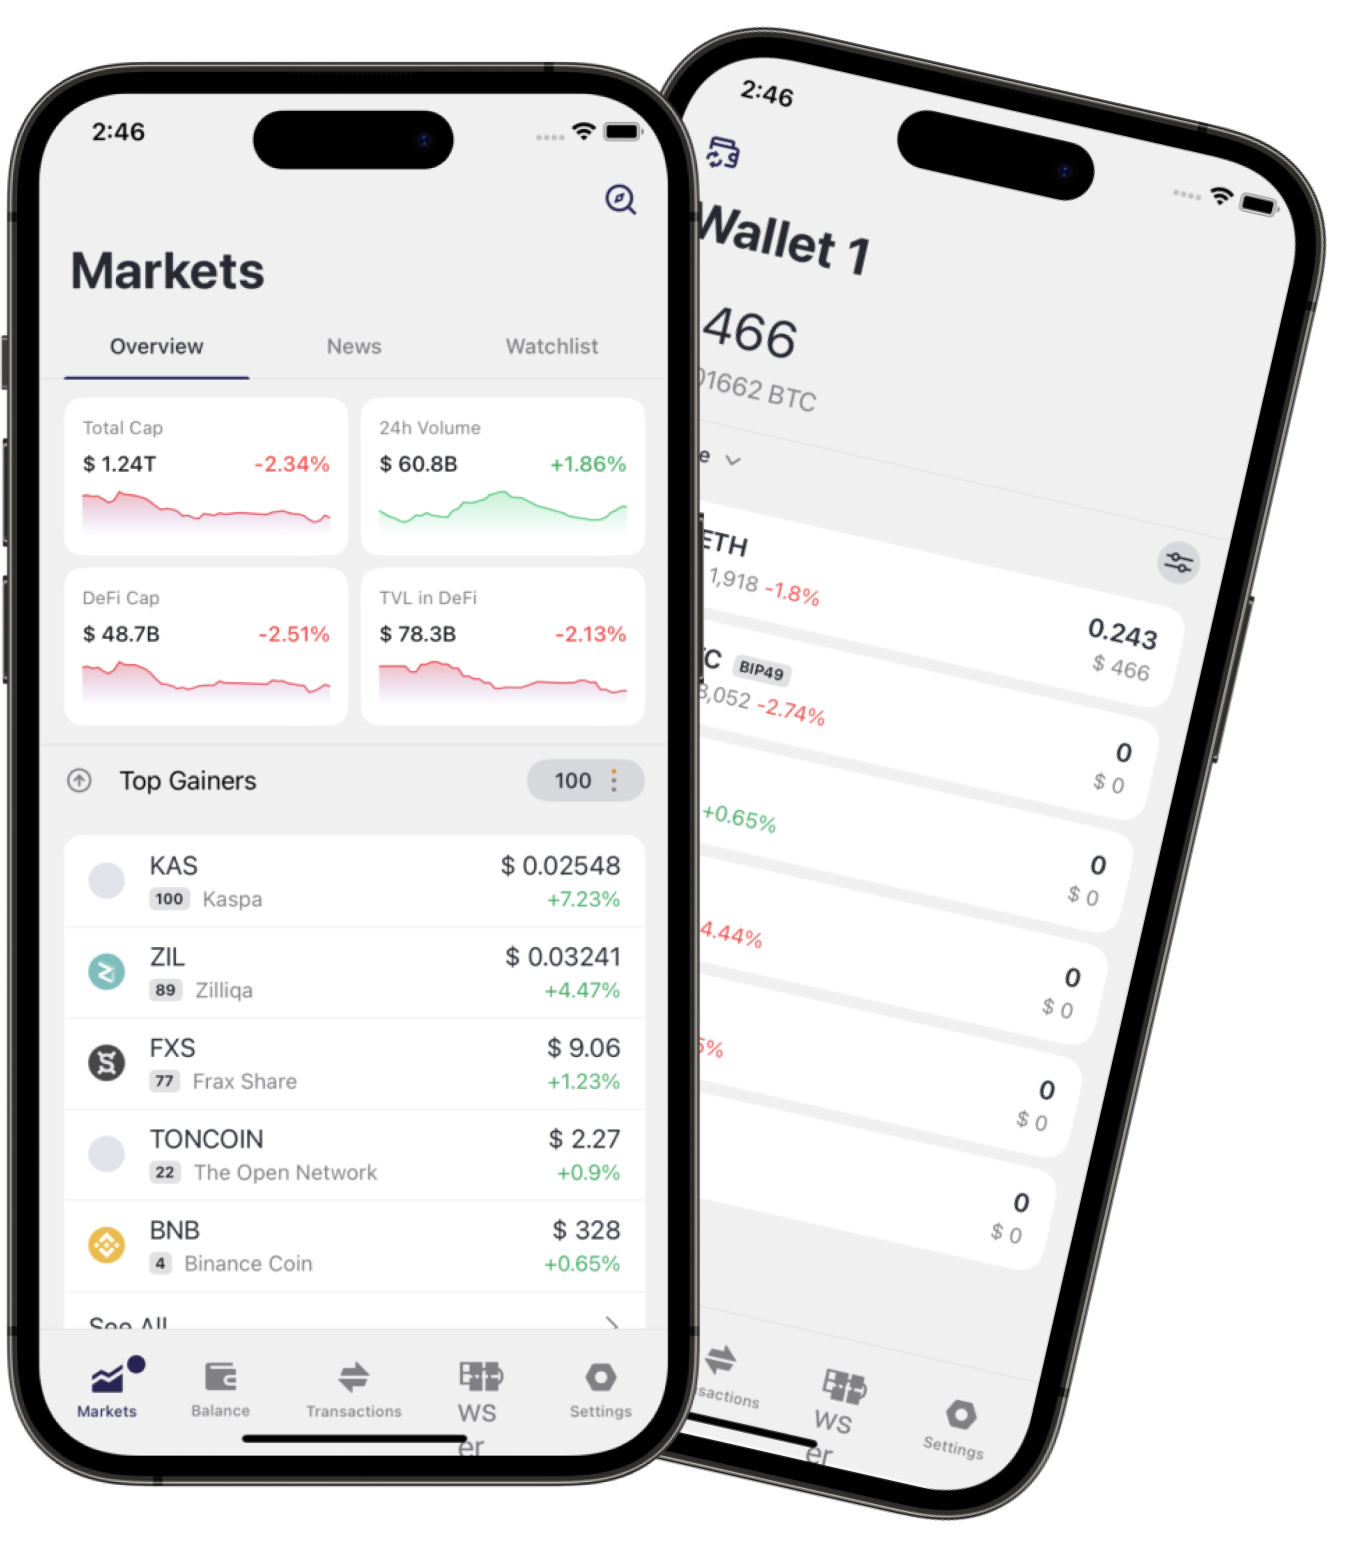 2:46
Markets
Overview News Watchlist
Total Cap
$ 1.24T -2.34%
24h Volume
$ 60.8B +1.86%
DeFi Cap
$ 48.7B -2.51%
TVL in DeFi
$ 78.3B -2.13%
Top Gainers 100
KAS $ 0.02548
100 Kaspa +7.23%
ZIL $ 0.03241
89 Zilliqa +4.47%
FXS $ 9.06
77 Frax Share +1.23%
TONCOIN $ 2.27
22 The Open Network +0.9%
BNB $ 328
4 Binance Coin +0.65%
See All
Markets Balance Transactions WS Settings
er
2:46
Wallet 1
466
01662 BTC
e
ETH 0.243
1,918 -1.8% $ 466
C BIP49 0
3,052 -2.74% $ 0
0
+0.65% $ 0
0
4.44% $ 0
0
5% $ 0
0
$ 0
sactions WS Settings
er